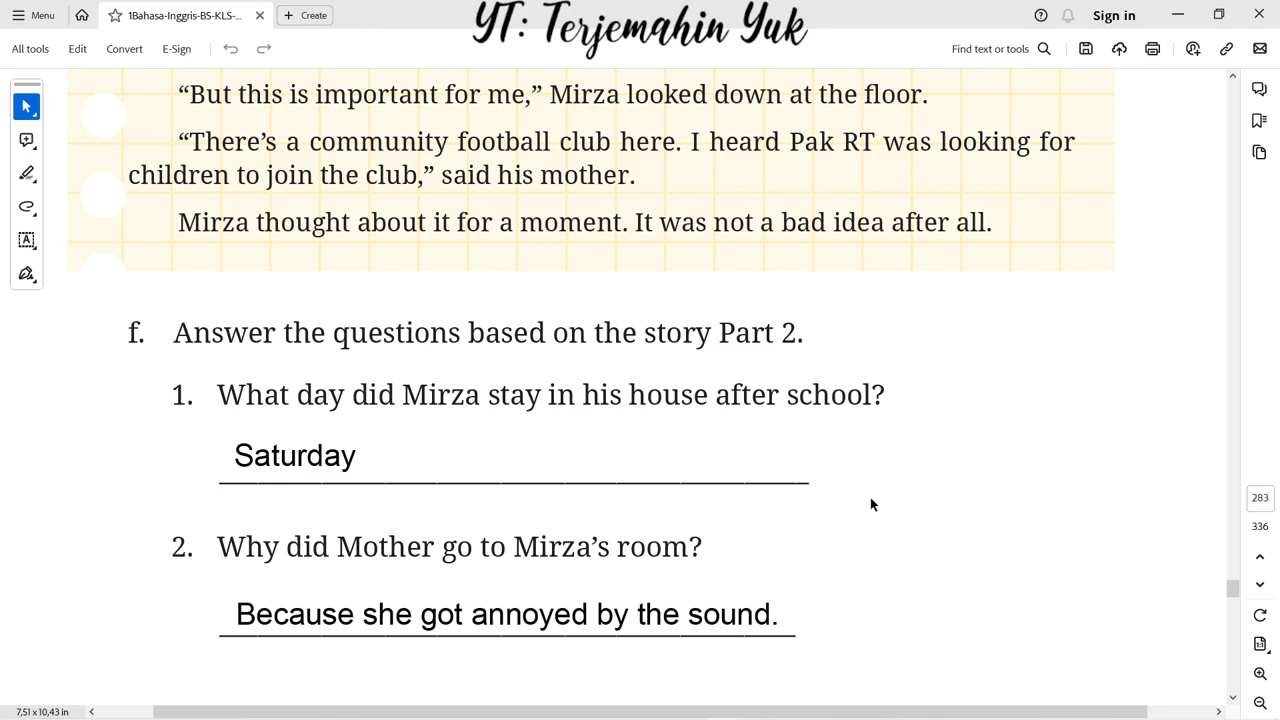 Menu
1Bahasa-Inggris-BS-KLS-...
Create
YT: Terjemahin Yuk
Sign in
All tools Edit Convert E-Sign
Find text or tools
“But this is important for me,” Mirza looked down at the floor.
“There’s a community football club here. I heard Pak RT was looking for
children to join the club,” said his mother.
Mirza thought about it for a moment. It was not a bad idea after all.
f. Answer the questions based on the story Part 2.
1. What day did Mirza stay in his house after school?
Saturday
2. Why did Mother go to Mirza’s room?
Because she got annoyed by the sound.
283
336
7,51 x 10,43 in